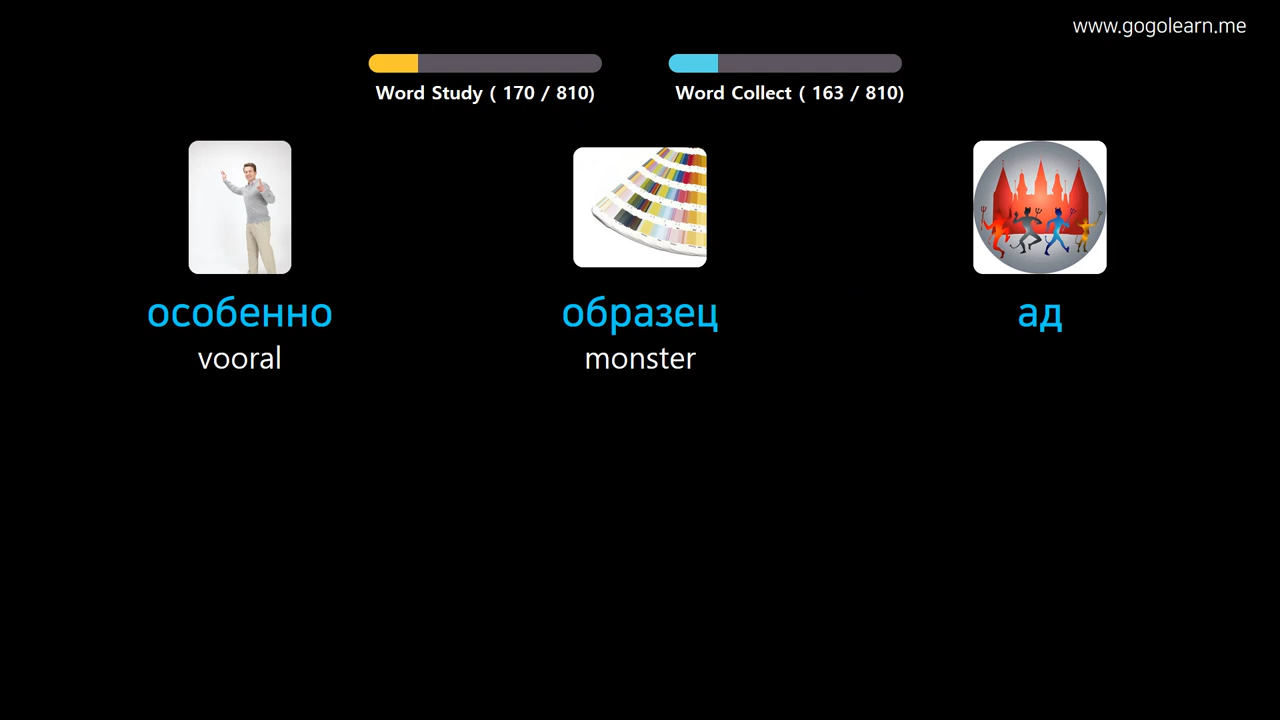 www.gogolearn.me
Word Study ( 170 / 810)
Word Collect ( 163 / 810)
особенно
vooral
образец
monster
ад